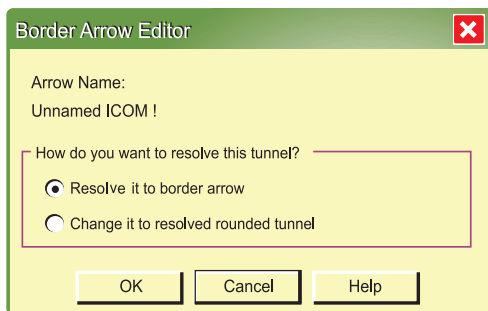 Border Arrow Editor
Arrow Name:
Unnamed ICOM !
How do you want to resolve this tunnel?
Resolve it to border arrow
Change it to resolved rounded tunnel
OK Cancel Help